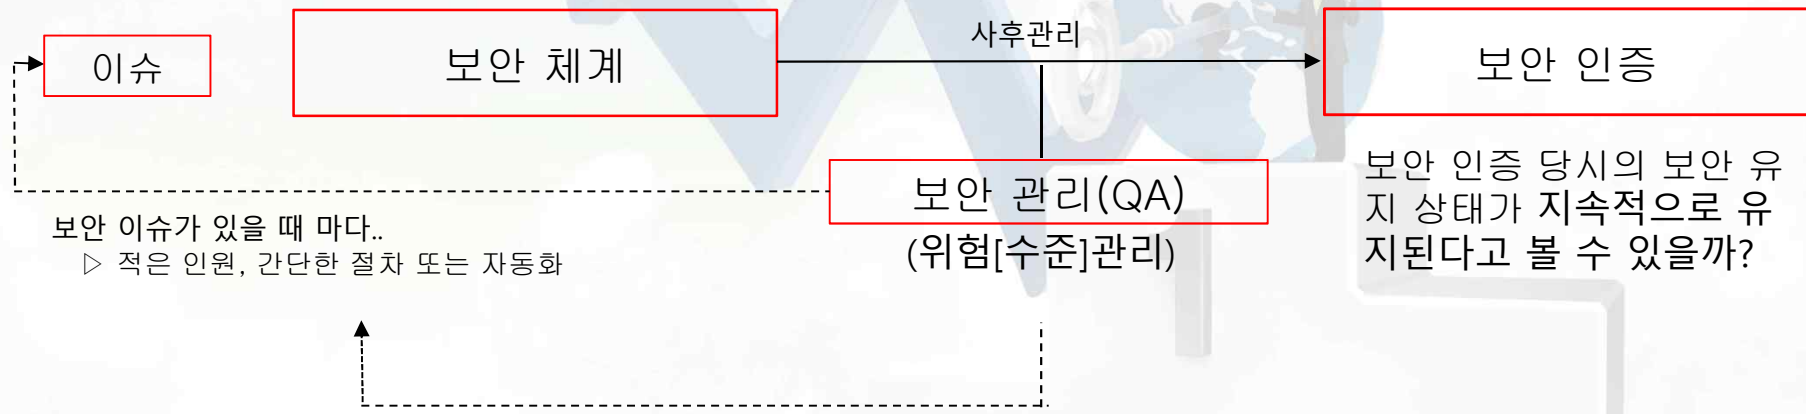 이슈
보안 체계
사후관리
보안 인증
보안 관리(QA)
(위험[수준]관리)
보안 이슈가 있을 때 마다..
▷ 적은 인원, 간단한 절차 또는 자동화
보안 인증 당시의 보안 유
지 상태가 지속적으로 유
지된다고 볼 수 있을까?